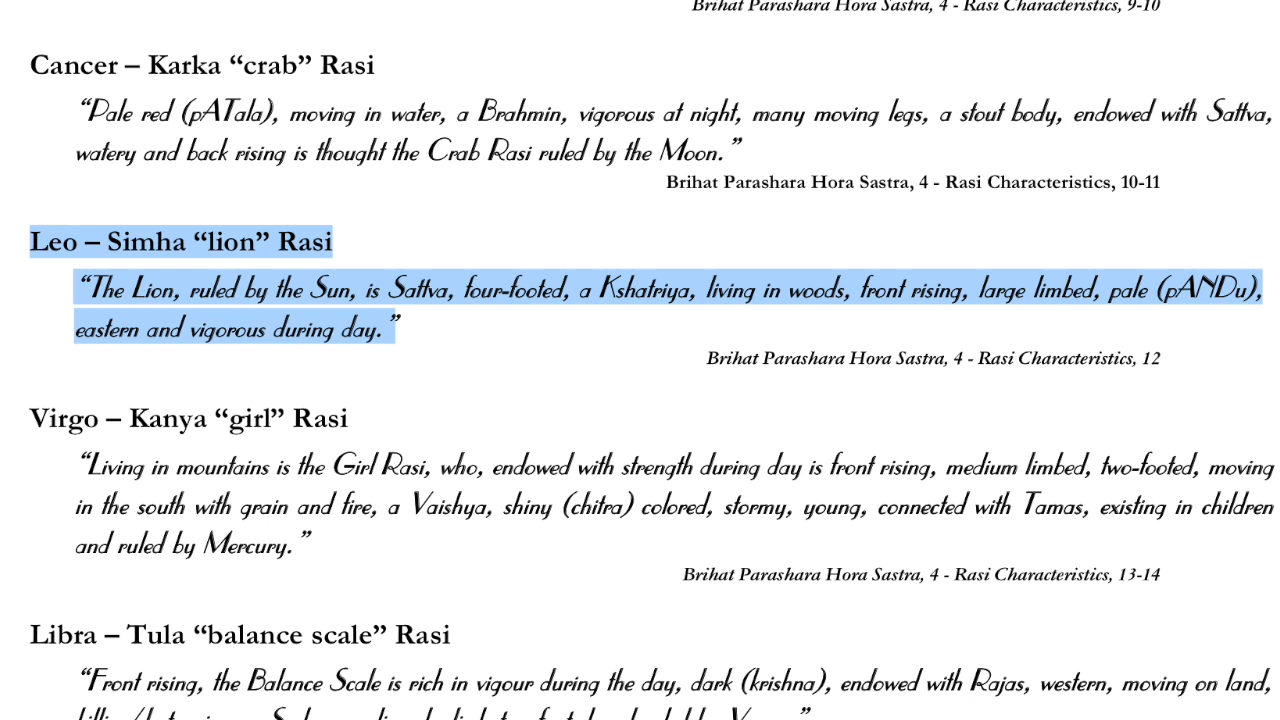 Brihat Parashara Hora Sastra, 4 - Rasi Characteristics, 9-10
Cancer – Karka “crab” Rasi
“Pale red (pATala), moving in water, a Brahmin, vigorous at night, many moving legs, a stout body, endowed with Sattva,
watery and back rising is thought the Crab Rasi ruled by the Moon.”
Brihat Parashara Hora Sastra, 4 - Rasi Characteristics, 10-11
Leo – Simha “lion” Rasi
“The Lion, ruled by the Sun, is Sattva, four-footed, a Kshatriya, living in woods, front rising, large limbed, pale (pANDu),
eastern and vigorous during day.”
Brihat Parashara Hora Sastra, 4 - Rasi Characteristics, 12
Virgo – Kanya “girl” Rasi
“Living in mountains is the Girl Rasi, who, endowed with strength during day is front rising, medium limbed, two-footed, moving
in the south with grain and fire, a Vaishya, shiny (chitra) colored, stormy, young, connected with Tamas, existing in children
and ruled by Mercury.”
Brihat Parashara Hora Sastra, 4 - Rasi Characteristics, 13-14
Libra – Tula “balance scale” Rasi
“Front rising, the Balance Scale is rich in vigour during the day, dark (krishna), endowed with Rajas, western, moving on land,